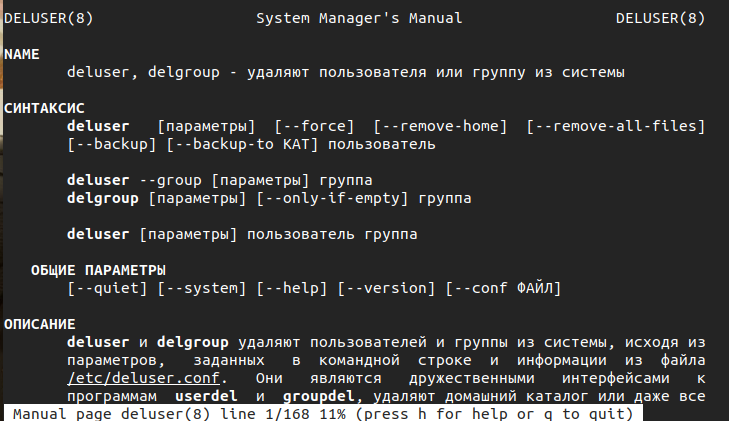 DELUSER(8) System Manager's Manual DELUSER(8)
NAME
deluser, delgroup - удаляют пользователя или группу из системы
СИНТАКСИС
deluser [параметры] [--force] [--remove-home] [--remove-all-files]
[--backup] [--backup-to КАТ] пользователь
deluser --group [параметры] группа
delgroup [параметры] [--only-if-empty] группа
deluser [параметры] пользователь группа
ОБЩИЕ ПАРАМЕТРЫ
[--quiet] [--system] [--help] [--version] [--conf ФАЙЛ]
ОПИСАНИЕ
deluser и delgroup удаляют пользователей и группы из системы, исходя из
параметров, заданных в командной строке и информации из файла
/etc/deluser.conf. Они являются дружественными интерфейсами к
программам userdel и groupdel, удаляют домашний каталог или даже все
Manual page deluser(8) line 1/168 11% (press h for help or q to quit)